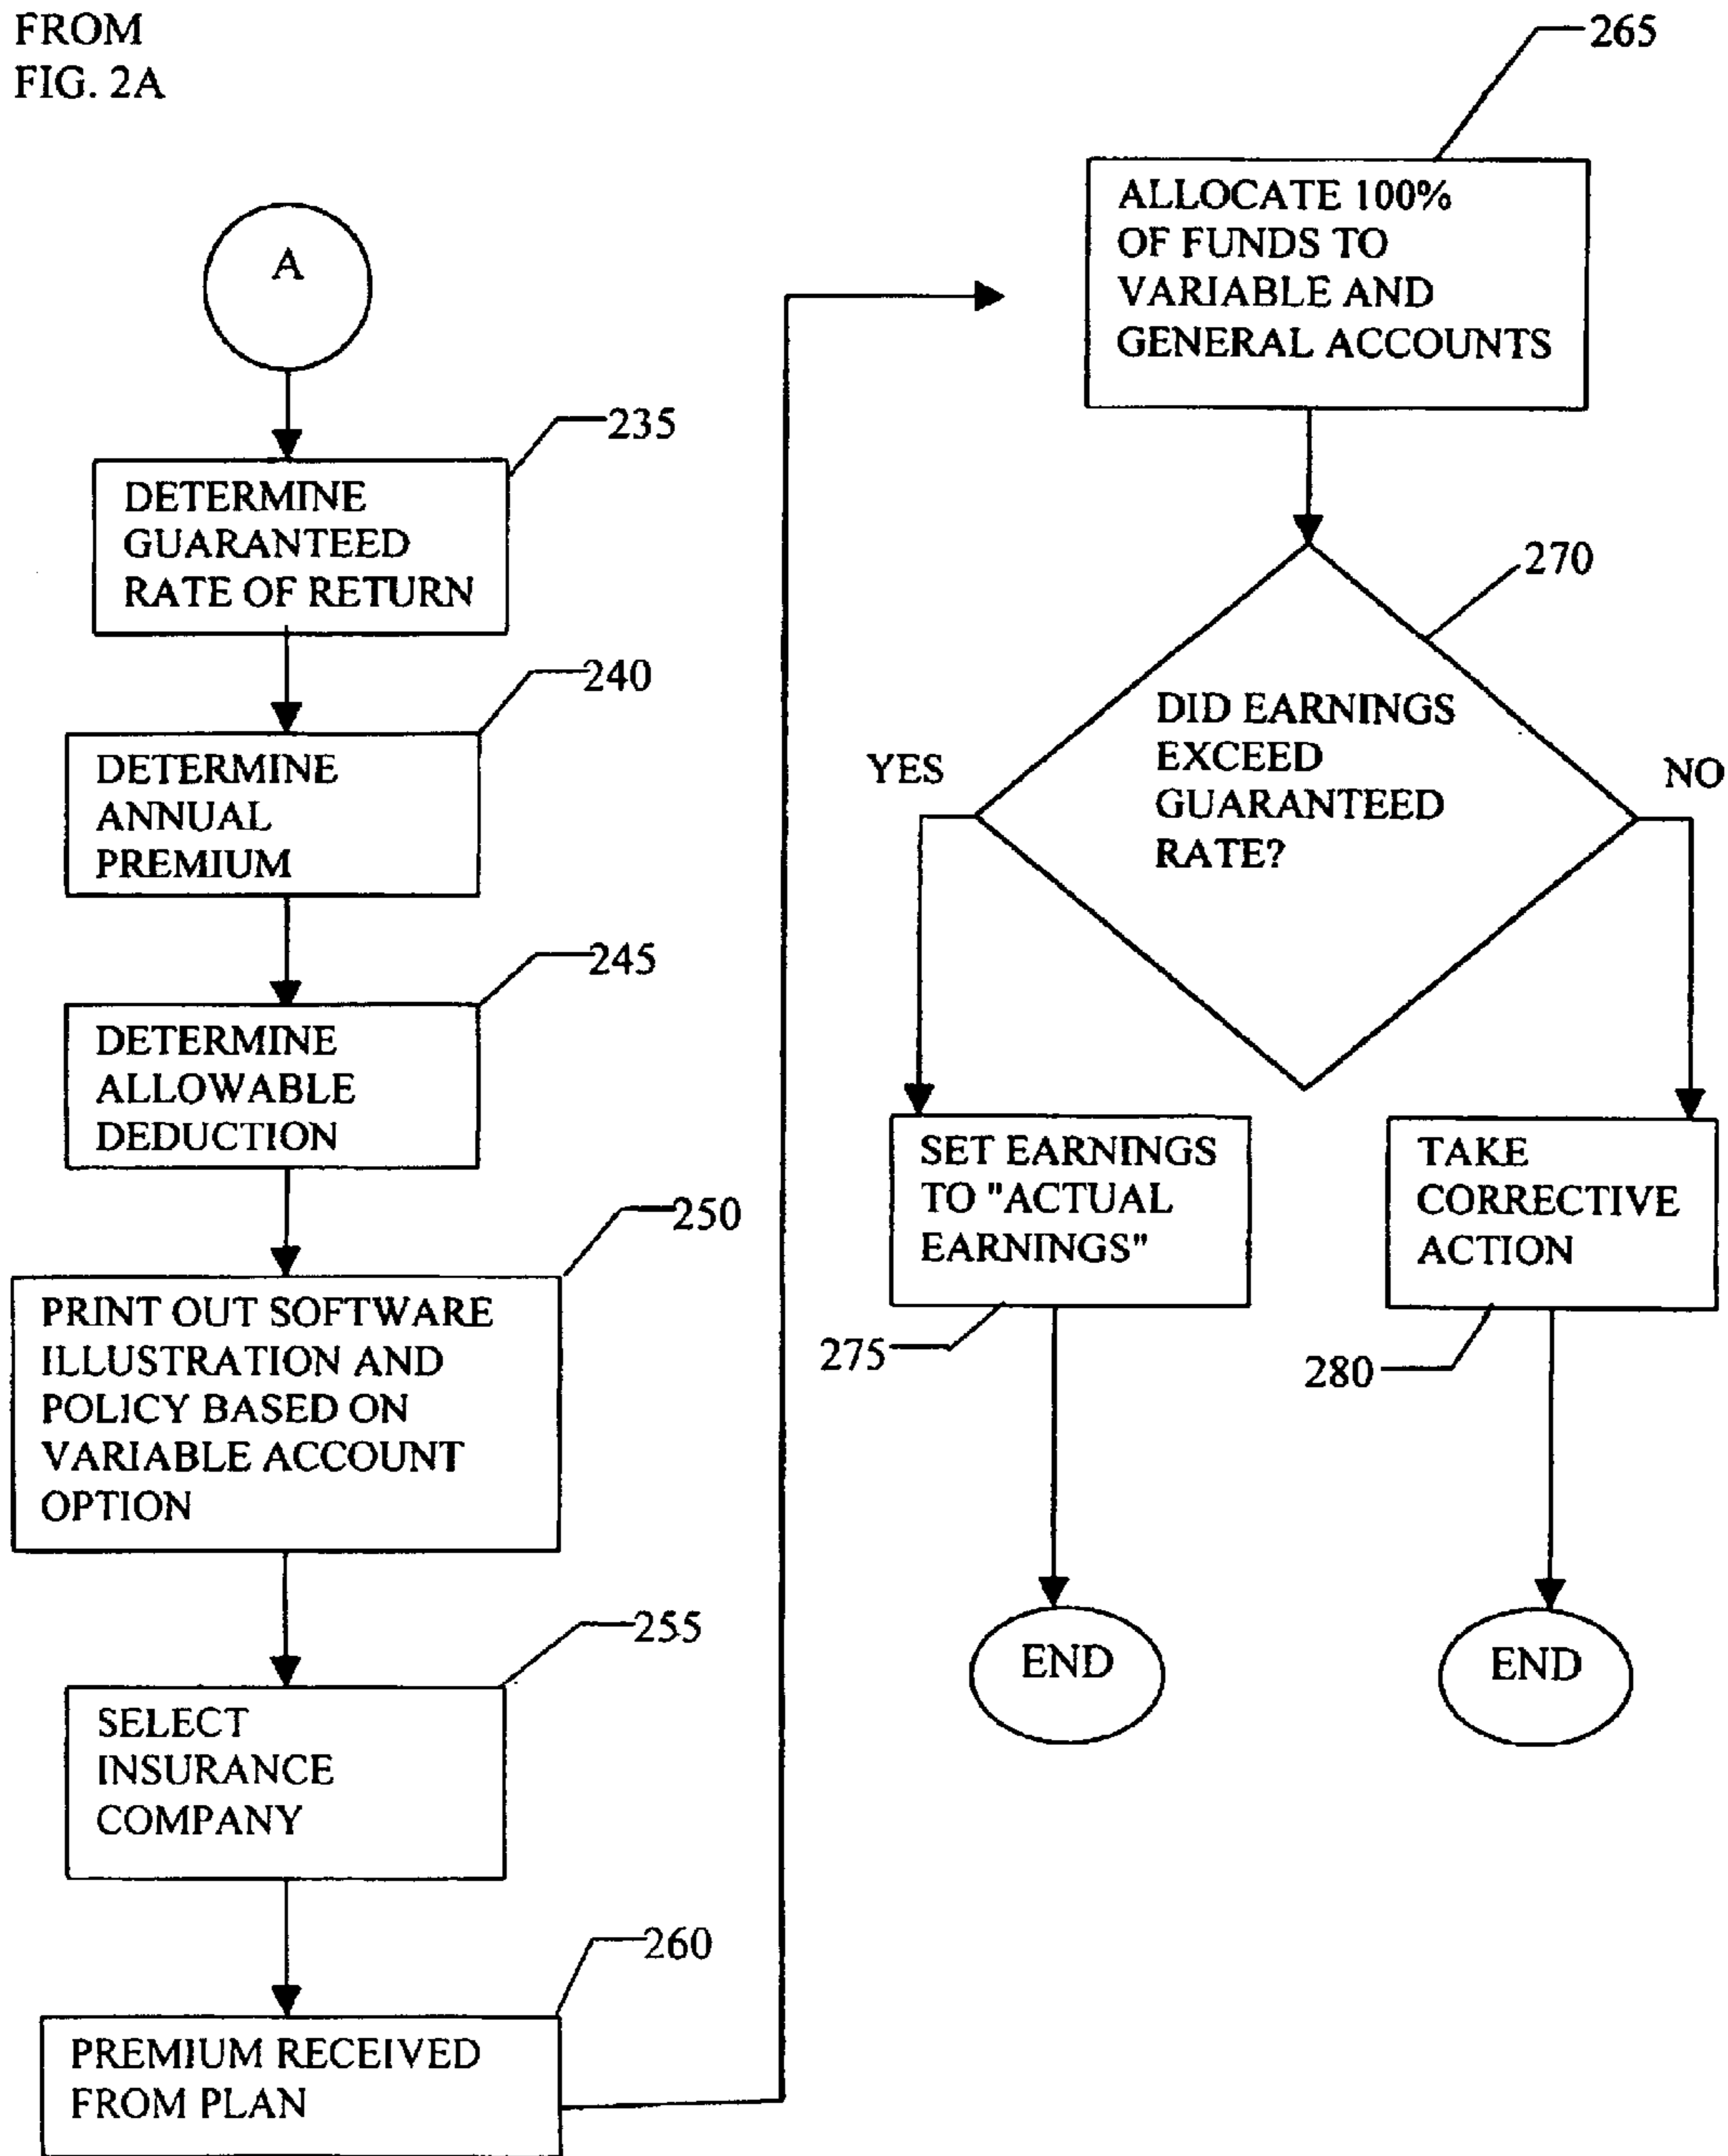 FROM
FIG. 2A
A
235
DETERMINE
GUARANTEED
RATE OF RETURN
240
DETERMINE
ANNUAL
PREMIUM
245
DETERMINE
ALLOWABLE
DEDUCTION
250
PRINT OUT SOFTWARE
ILLUSTRATION AND
POLICY BASED ON
VARIABLE ACCOUNT
OPTION
255
SELECT
INSURANCE
COMPANY
260
PREMIUM RECEIVED
FROM PLAN
265
ALLOCATE 100%
OF FUNDS TO
VARIABLE AND
GENERAL ACCOUNTS
270
DID EARNINGS
EXCEED
GUARANTEED
RATE?
YES
NO
SET EARNINGS
TO "ACTUAL
EARNINGS"
275
TAKE
CORRECTIVE
ACTION
280
END
END